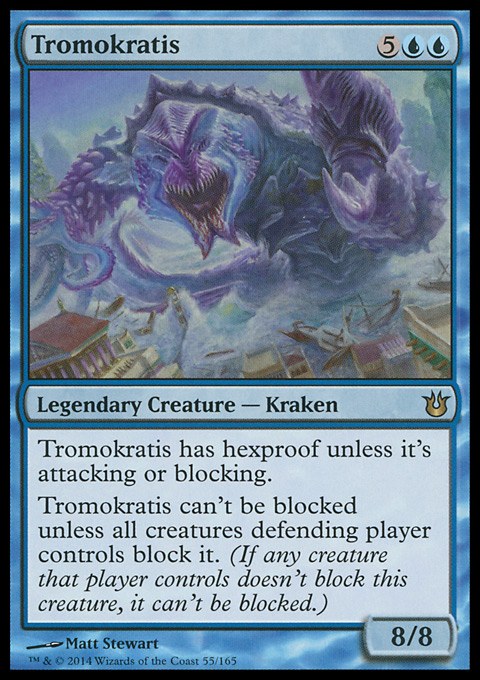 Tromokratis 5
Legendary Creature — Kraken
Tromokratis has hexproof unless it's
attacking or blocking.
Tromokratis can't be blocked
unless all creatures defending player
controls block it. (If any creature
that player controls doesn't block this
creature, it can't be blocked.)
8/8
Matt Stewart
™ & © 2014 Wizards of the Coast 55/165